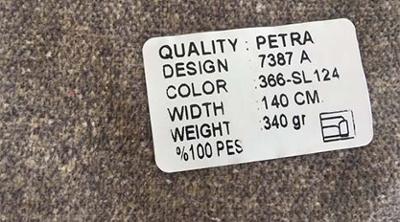 QUALITY : PETRA
DESIGN : 7387 A
COLOR : 366-SL124
WIDTH : 140 CM.
WEIGHT : 340 gr
%100 PES